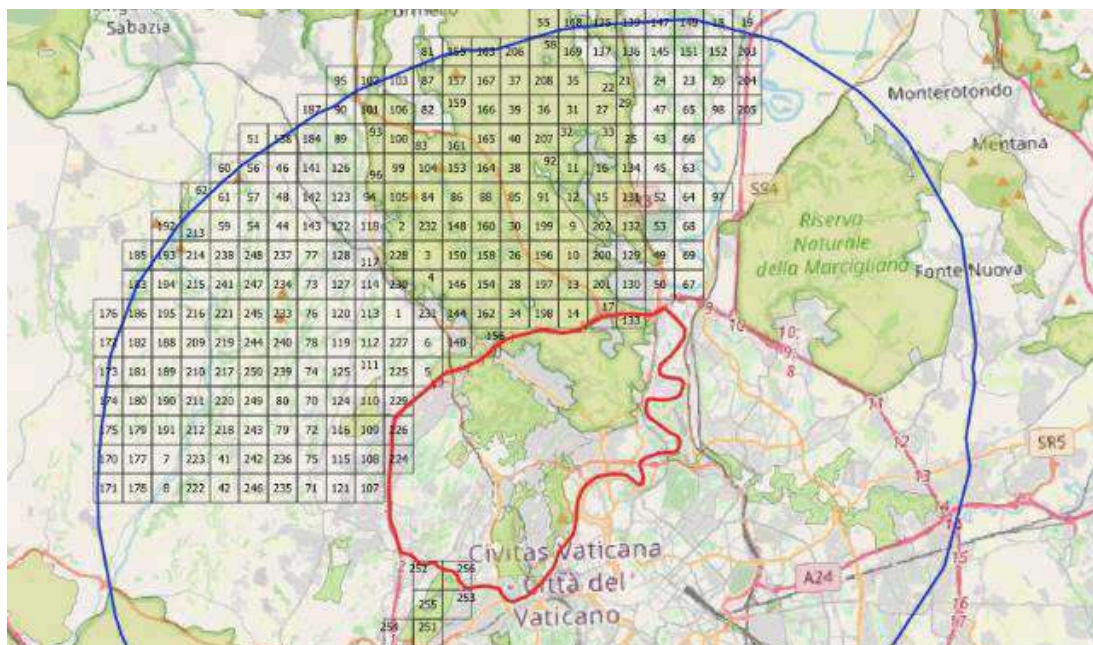 Sabazia
55 168 125 139 147 149 18 19
81 155 163 206 58 169 137 136 145 151 152 203
95 102 103 87 157 167 37 208 35 22 21 24 23 20 204
187 90 101 106 82 159 166 39 36 31 27 29 47 65 98 205
Monterotondo
51 138 184 89 93 100 83 161 165 40 207 32 33 25 43 66
Mentana
60 56 46 141 126 96 99 104 153 164 38 92 11 16 134 45 63
62 61 57 48 142 123 94 105 84 86 88 85 91 12 15 131 52 64 97
SS4
192 213 59 54 44 143 122 118 2 232 148 160 30 199 9 202 132 53 68
Riserva
Naturale
della Marcigliana
185 193 214 238 248 237 77 128 117 228 3 150 158 26 196 10 200 129 49 69
Fonte Nuova
183 194 215 241 247 234 73 127 114 230 4 146 154 28 197 13 201 130 50 67
176 186 195 216 221 245 233 76 120 113 1 231 144 162 34 198 14 17 133
9
10
10;
9;
8
182 188 209 219 244 240 78 119 112 227 6 140 156
173 181 189 210 217 250 239 74 125 111 225 5
174 180 190 211 220 249 80 70 124 110 229
11
175 179 191 212 218 243 79 72 116 109 226
12
SR5
170 177 7 223 41 242 236 75 115 108 224
13
171 178 8 222 42 246 235 71 121 107
15
Civitas Vaticana
Città del
Vaticano
2 252 256
A24
255 253
16
17
254 251
1